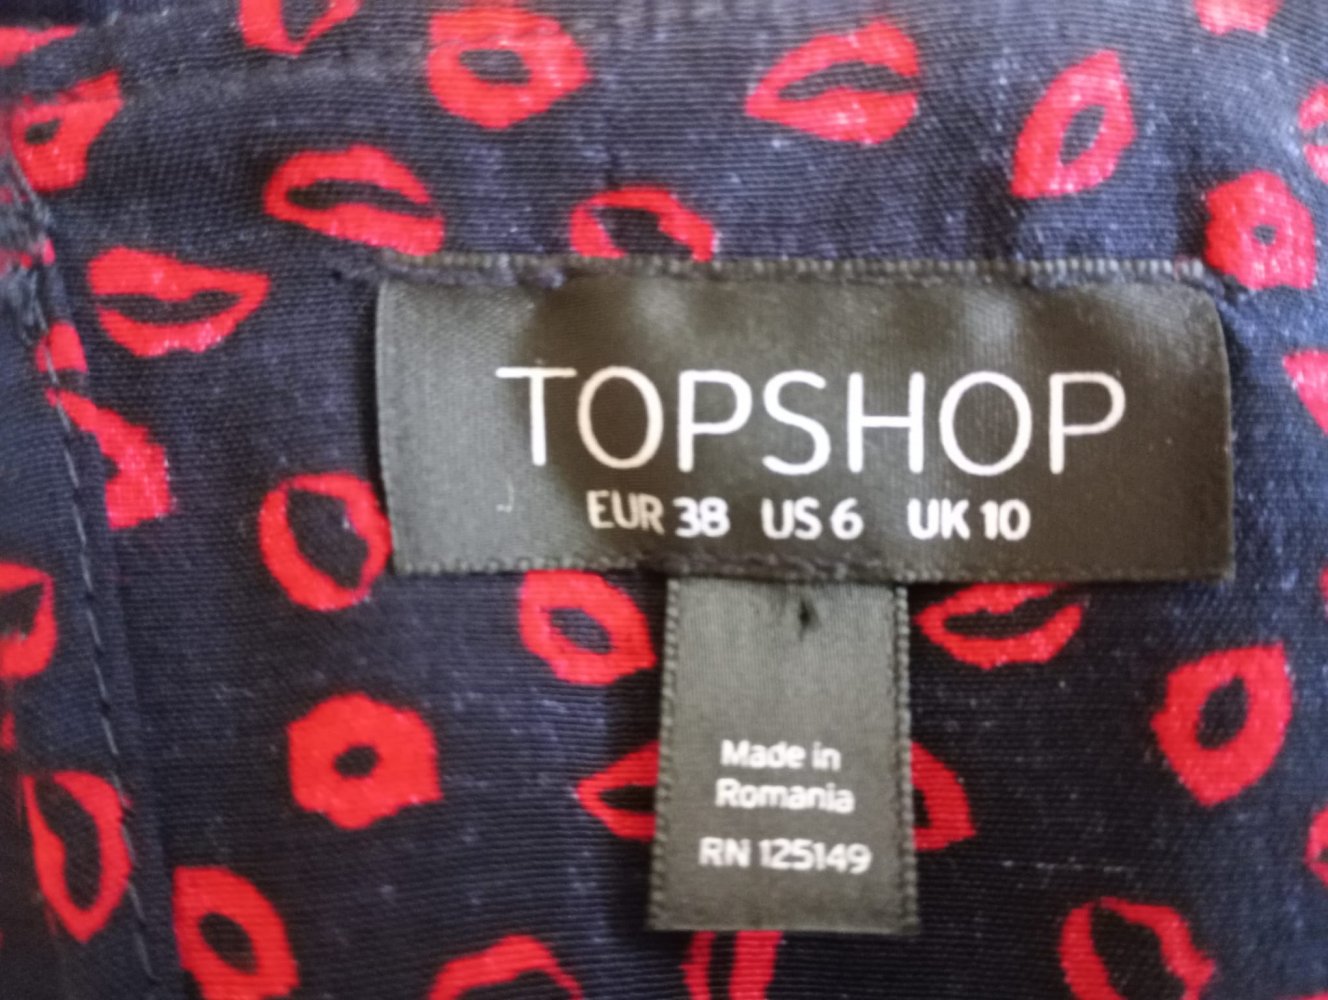 TOPSHOP
EUR 38 US 6 UK 10
Made in
Romania
RN 125149